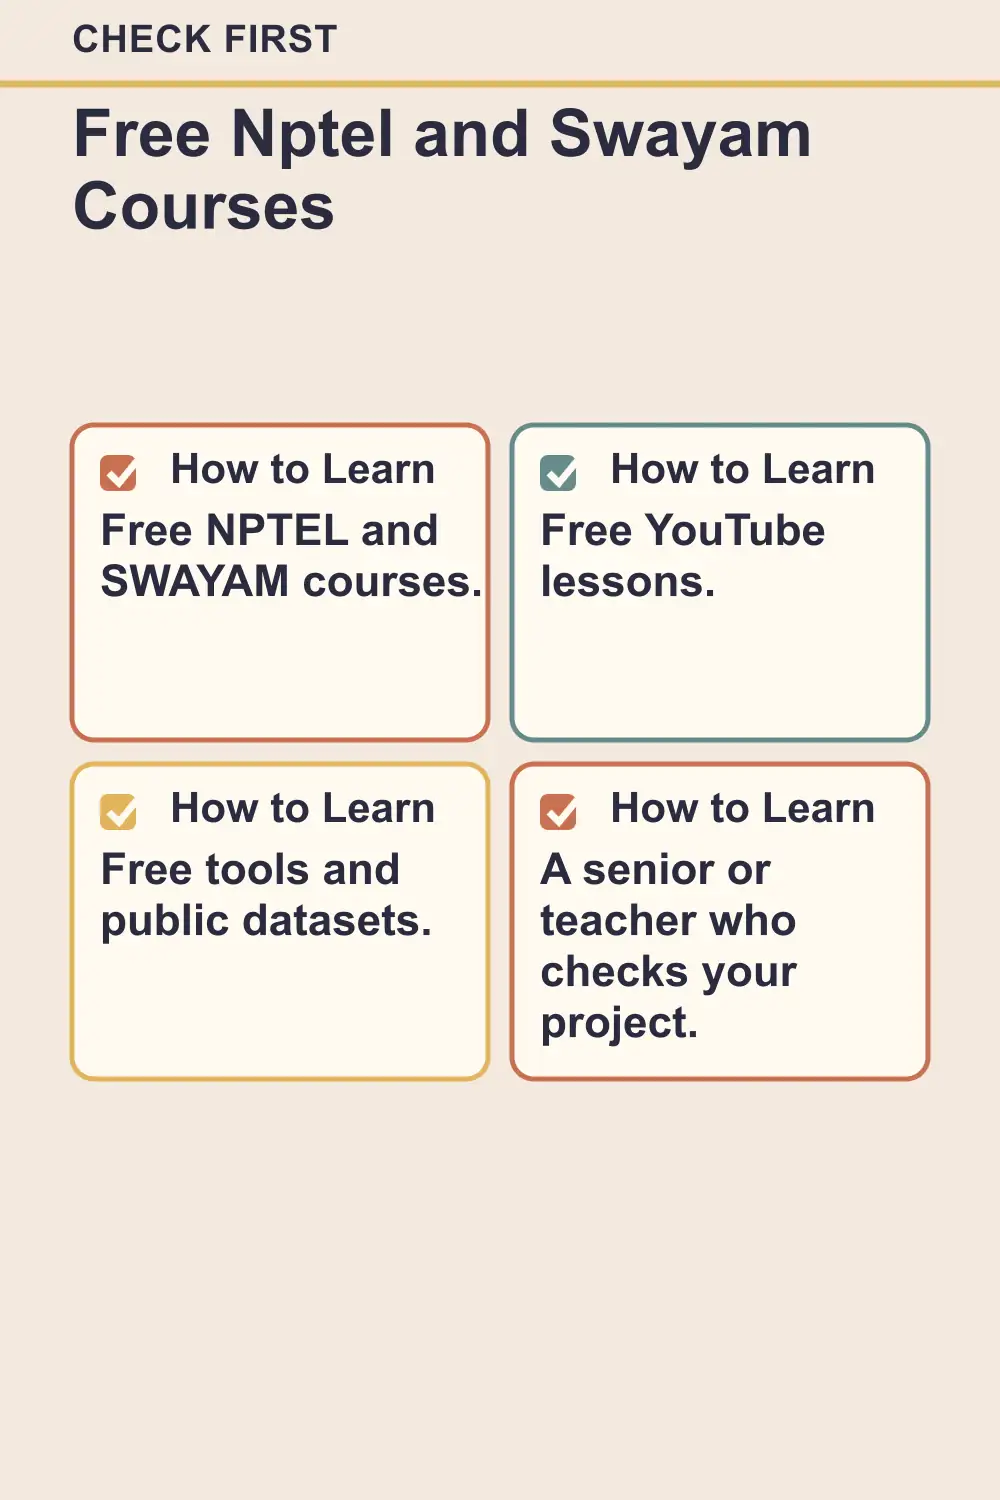 CHECK FIRST
Free Nptel and Swayam
Courses
How to Learn
Free NPTEL and
SWAYAM courses.
How to Learn
Free YouTube
lessons.
How to Learn
Free tools and
public datasets.
How to Learn
A senior or
teacher who
checks your
project.